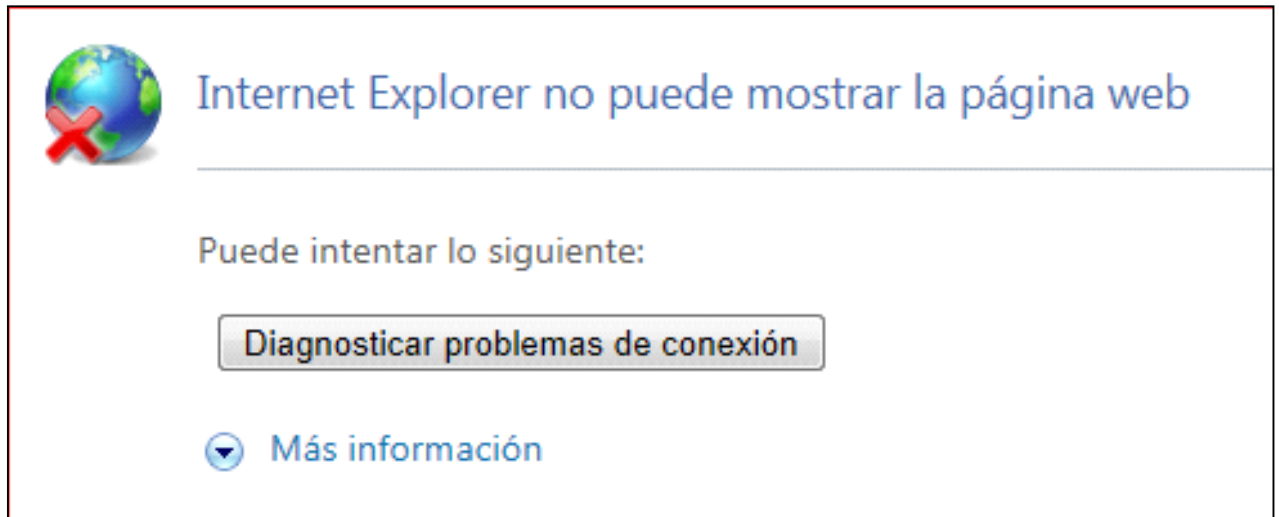 Internet Explorer no puede mostrar la página web
Puede intentar lo siguiente:
Diagnosticar problemas de conexión
Más información